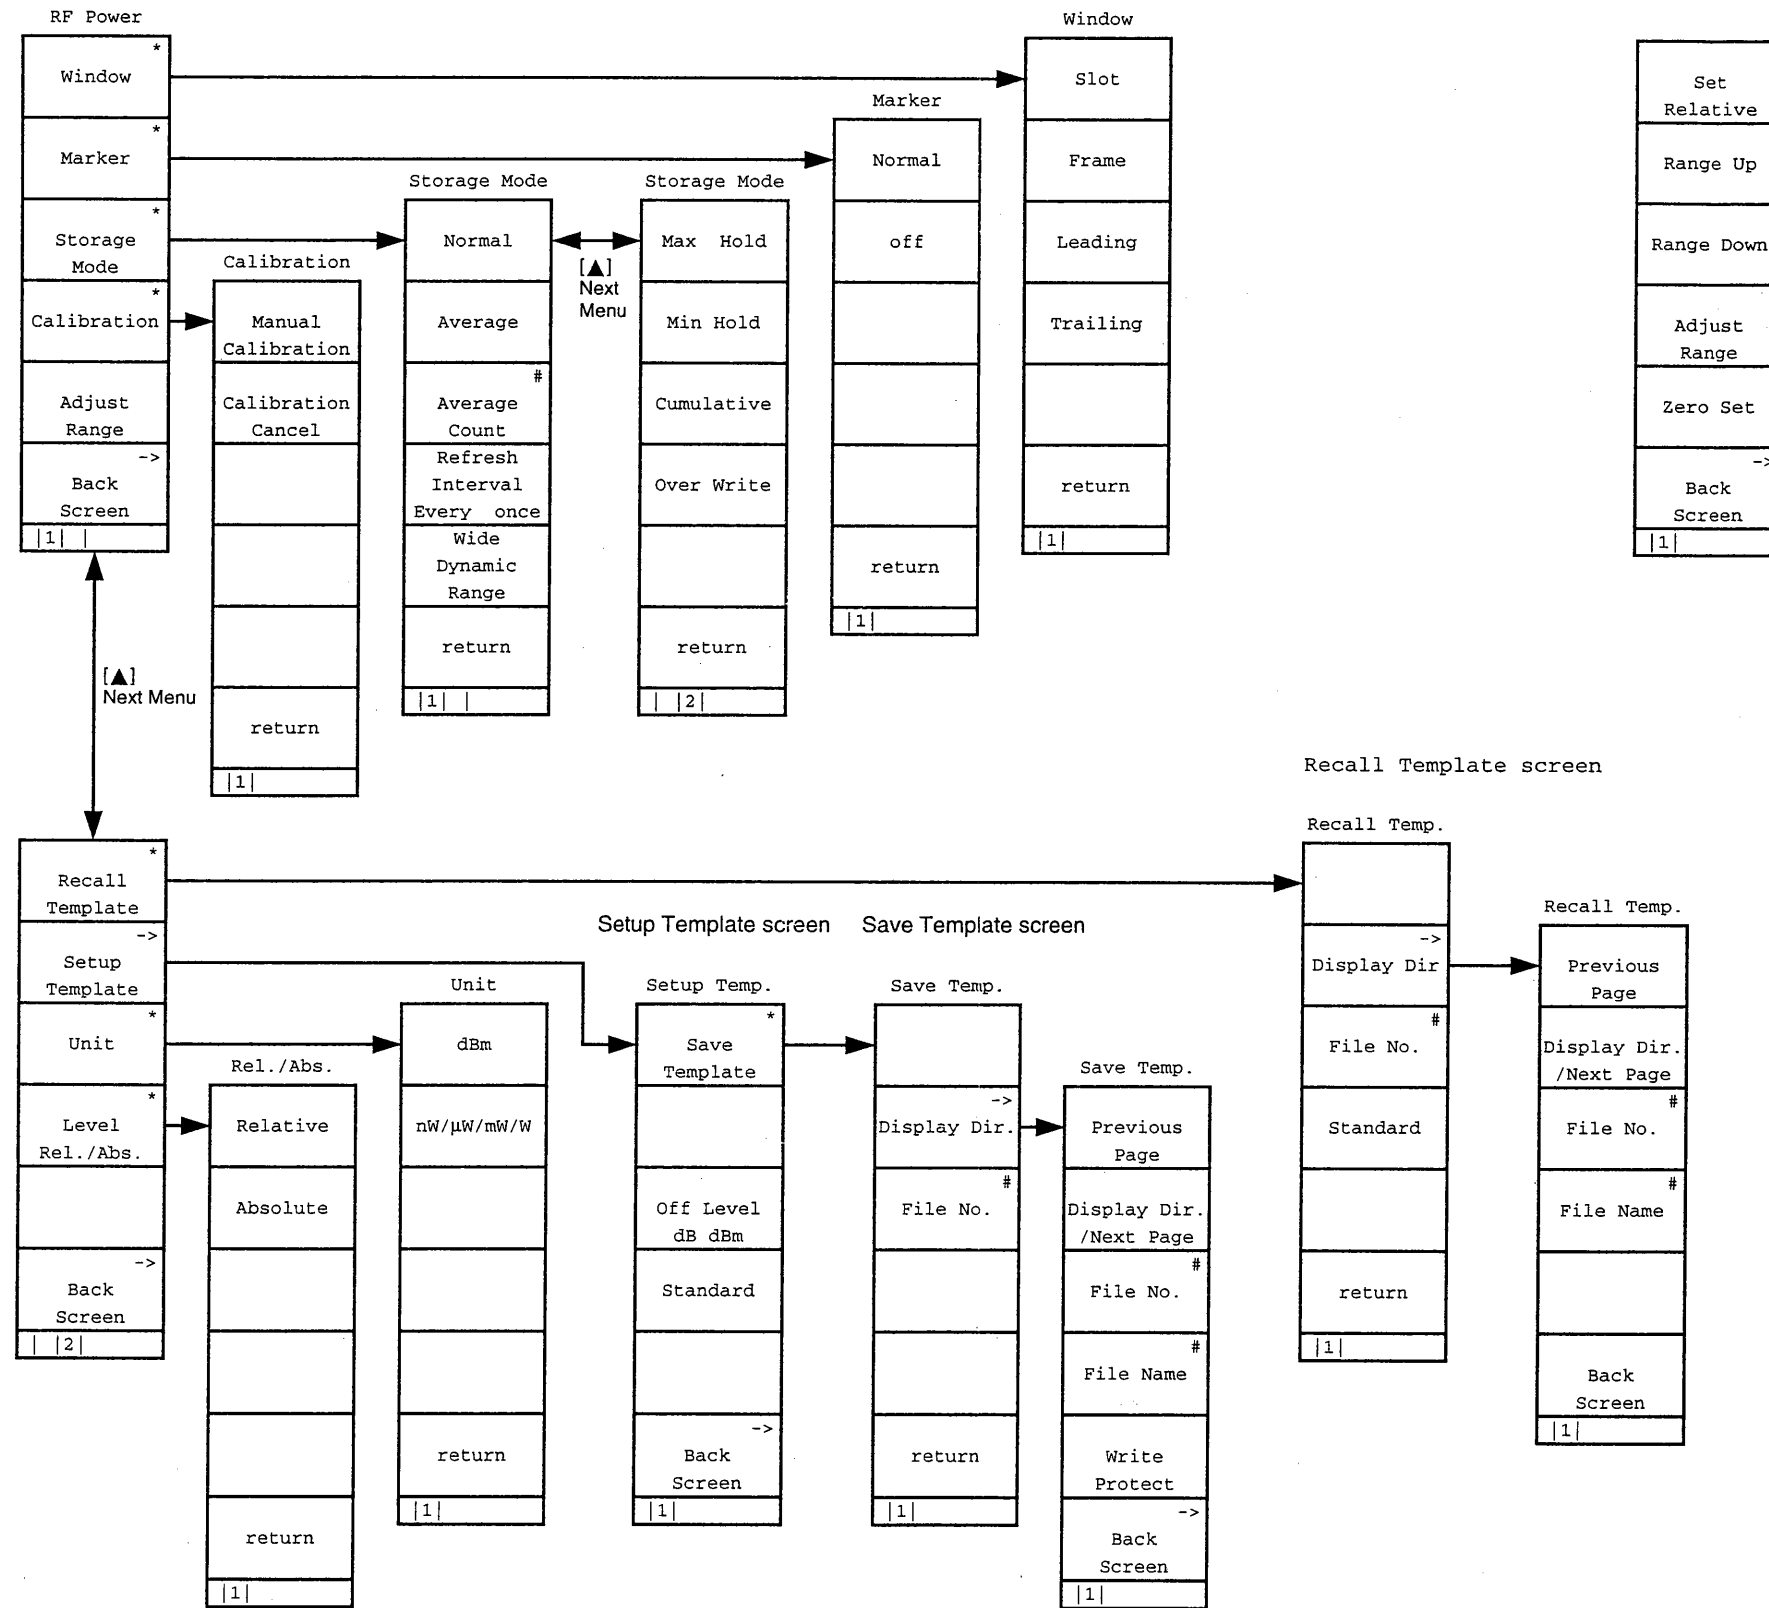 RF Power
*
Window
*
Marker
*
Storage
Mode
*
Calibration
Adjust
Range
->
Back
Screen
|1| |
[▲]
Next Menu
Calibration
Manual
Calibration
Calibration
Cancel
return
|1|
Storage Mode
Normal
Average
#
Average
Count
Refresh
Interval
Every once
Wide
Dynamic
Range
return
|1| |
[▲]
Next
Menu
Storage Mode
Max Hold
Min Hold
Cumulative
Over Write
return
| |2|
Marker
Normal
off
return
|1|
Window
Slot
Frame
Leading
Trailing
return
|1|
Set
Relative
Range Up
Range Down
Adjust
Range
Zero Set
->
Back
Screen
|1|
*
Recall
Template
->
Setup
Template
*
Unit
*
Level
Rel./Abs.
->
Back
Screen
| |2|
Rel./Abs.
Relative
Absolute
return
|1|
Unit
dBm
nW/µW/mW/W
return
|1|
Setup Template screen
Setup Temp.
*
Save
Template
Off Level
dB dBm
Standard
->
Back
Screen
|1|
Save Template screen
Save Temp.
->
Display Dir.
#
File No.
return
|1|
Save Temp.
Previous
Page
Display Dir.
/Next Page
#
File No.
#
File Name
Write
Protect
->
Back
Screen
|1|
Recall Template screen
Recall Temp.
->
Display Dir
#
File No.
Standard
return
|1|
Recall Temp.
Previous
Page
Display Dir.
/Next Page
#
File No.
#
File Name
Back
Screen
|1|